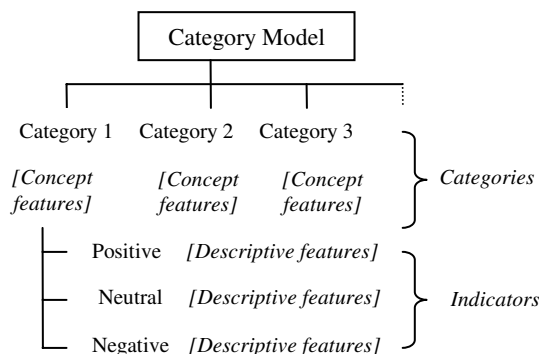 Category Model
Category 1 Category 2 Category 3
[Concept features] [Concept features] [Concept features]
Categories
Positive [Descriptive features]
Neutral [Descriptive features]
Negative [Descriptive features]
Indicators